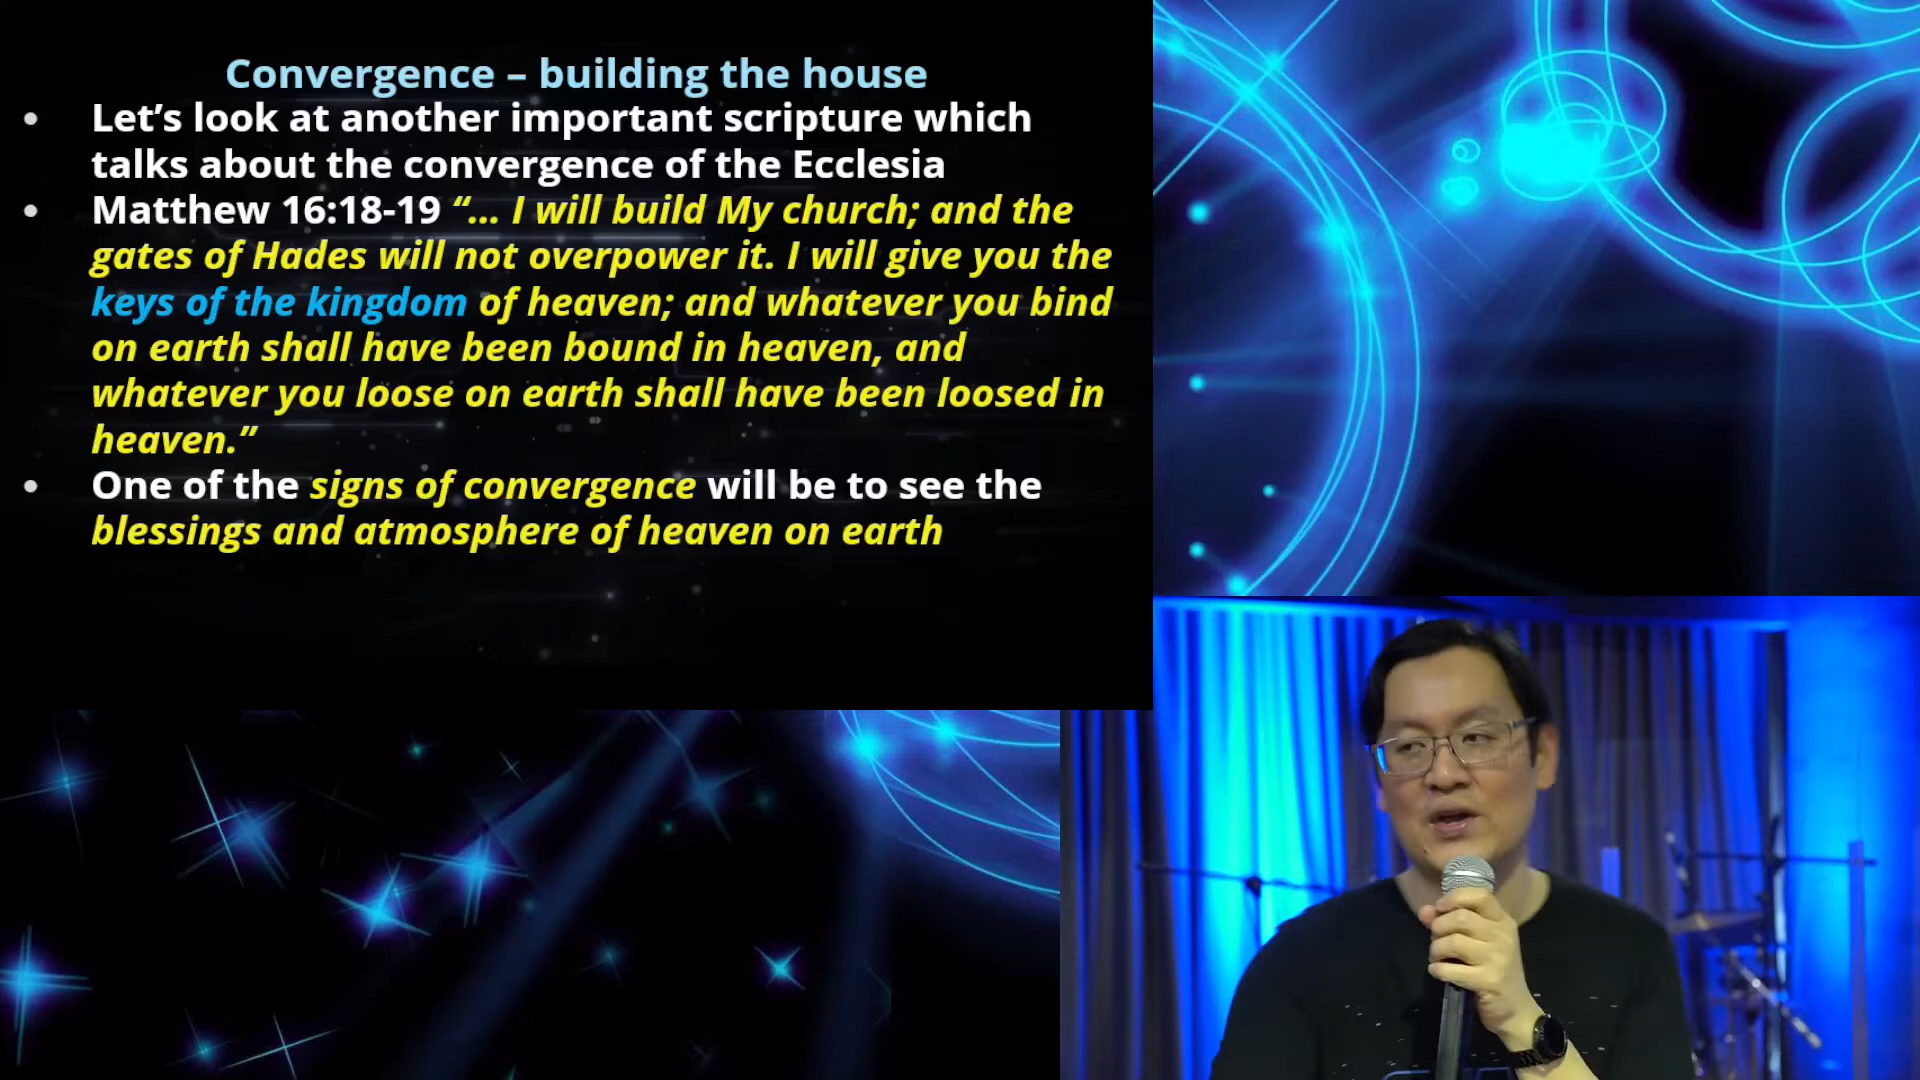 Convergence – building the house
• Let’s look at another important scripture which
talks about the convergence of the Ecclesia
• Matthew 16:18-19 “... I will build My church; and the
gates of Hades will not overpower it. I will give you the
keys of the kingdom of heaven; and whatever you bind
on earth shall have been bound in heaven, and
whatever you loose on earth shall have been loosed in
heaven.”
• One of the signs of convergence will be to see the
blessings and atmosphere of heaven on earth